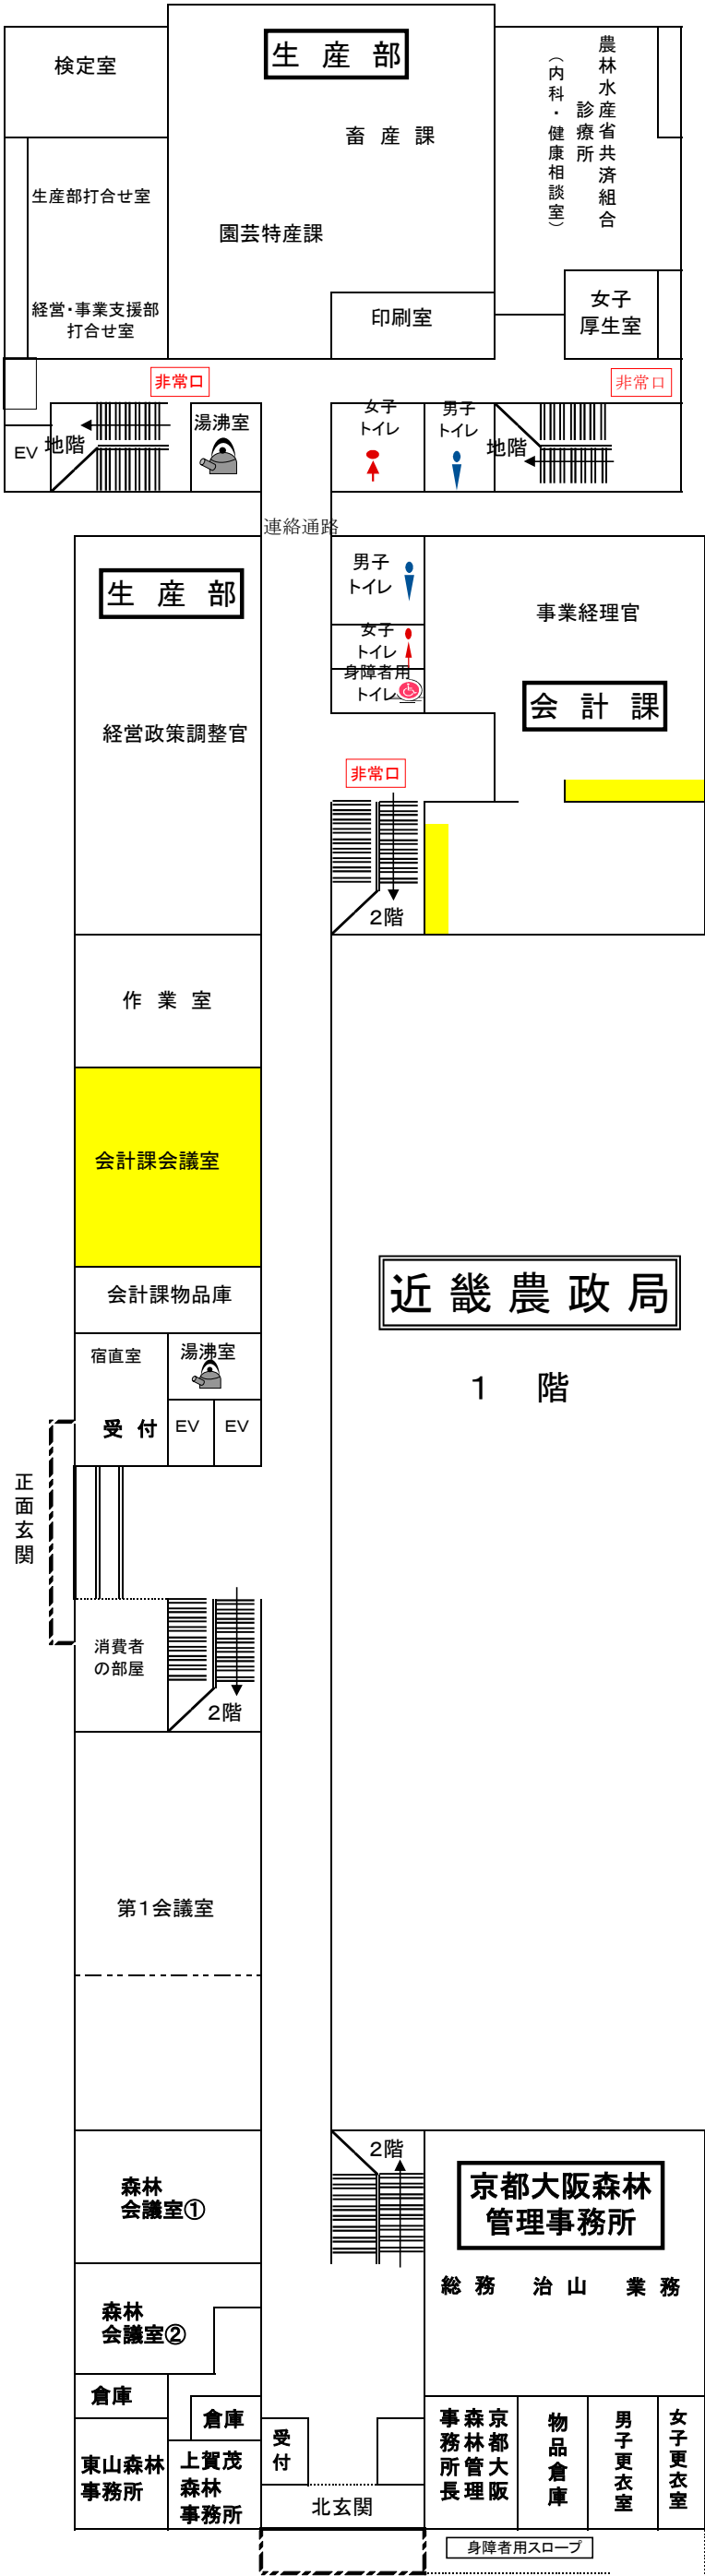 生産部
検定室
農林水産省共済組合
診療所
（内科・健康相談室）
畜産課
生産部打合せ室
園芸特産課
経営・事業支援部
打合せ室
印刷室
女子
厚生室
非常口
非常口
湯沸室
女子
トイレ
男子
トイレ
EV
地階
地階
連絡通路
生産部
男子
トイレ
事業経理官
女子
トイレ
身障者用
トイレ
会計課
経営政策調整官
非常口
2階
作業室
会計課会議室
会計課物品庫
近畿農政局
1階
宿直室
湯沸室
受付
EV
EV
正面玄関
消費者
の部屋
2階
第1会議室
2階
森林
会議室①
京都大阪森林
管理事務所
総務
治山
業務
森林
会議室②
倉庫
倉庫
受付
京都大阪
森林管理
事務所長
物品倉庫
男子更衣室
女子更衣室
東山森林
事務所
上賀茂
森林
事務所
北玄関
身障者用スロープ